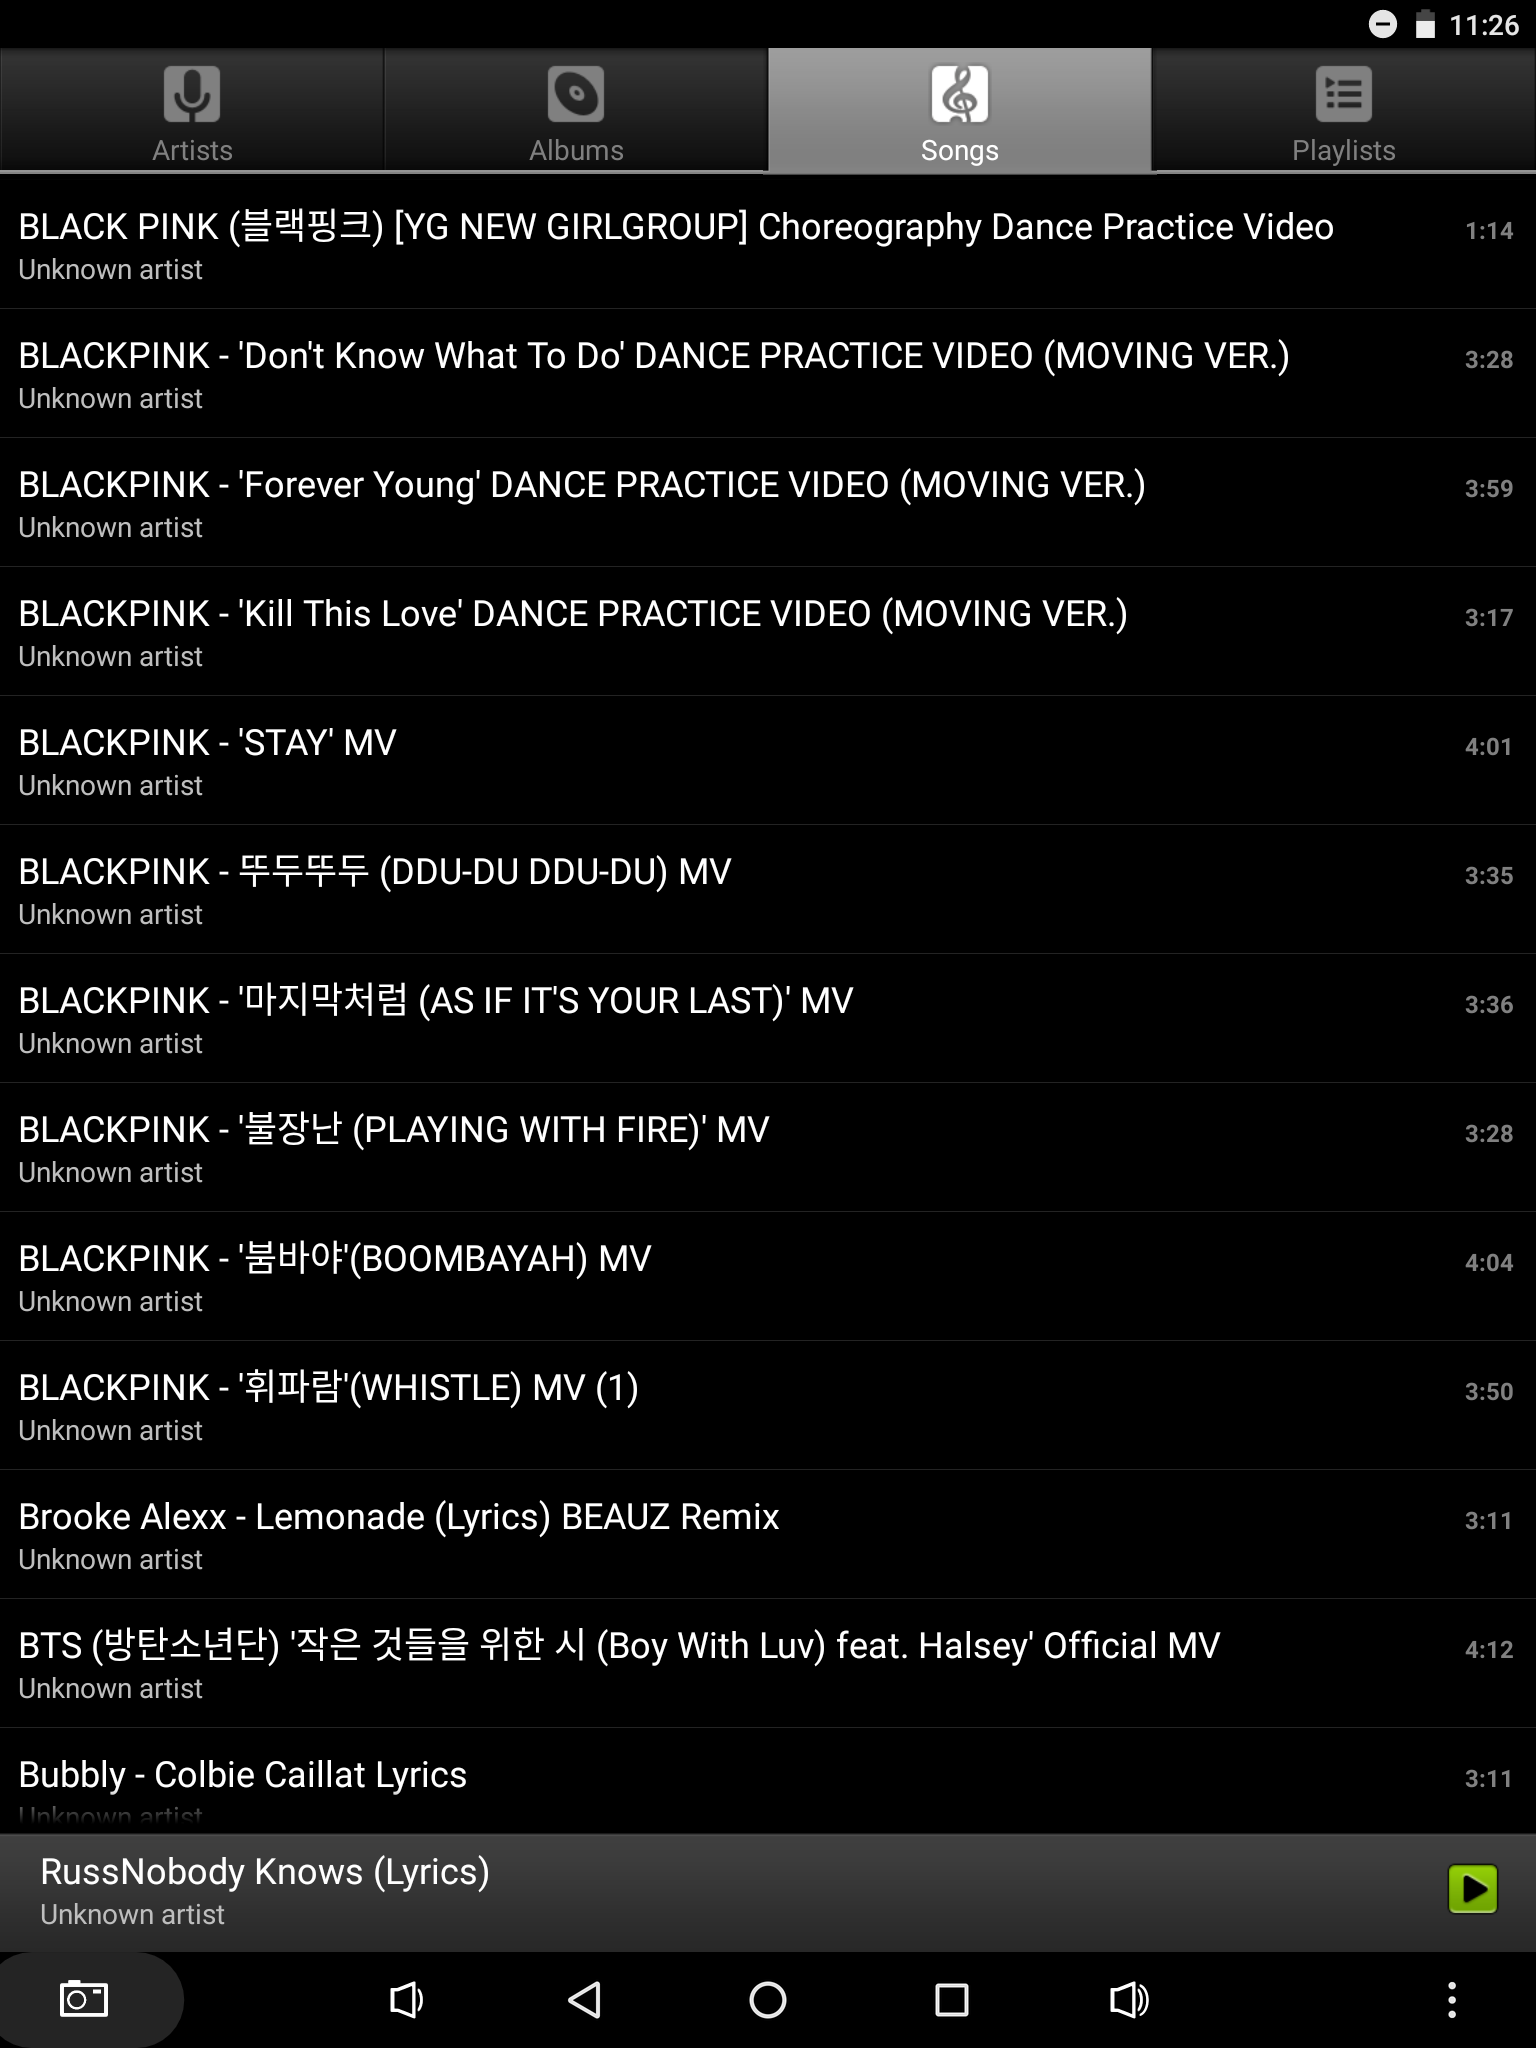 11:26
Artists
Albums
Songs
Playlists
BLACK PINK (블랙핑크) [YG NEW GIRLGROUP] Choreography Dance Practice Video 1:14
Unknown artist
BLACKPINK - 'Don't Know What To Do' DANCE PRACTICE VIDEO (MOVING VER.) 3:28
Unknown artist
BLACKPINK - 'Forever Young' DANCE PRACTICE VIDEO (MOVING VER.) 3:59
Unknown artist
BLACKPINK - 'Kill This Love' DANCE PRACTICE VIDEO (MOVING VER.) 3:17
Unknown artist
BLACKPINK - 'STAY' MV 4:01
Unknown artist
BLACKPINK - 뚜두뚜두 (DDU-DU DDU-DU) MV 3:35
Unknown artist
BLACKPINK - '마지막처럼 (AS IF IT'S YOUR LAST)' MV 3:36
Unknown artist
BLACKPINK - '불장난 (PLAYING WITH FIRE)' MV 3:28
Unknown artist
BLACKPINK - '붐바야'(BOOMBAYAH) MV 4:04
Unknown artist
BLACKPINK - '휘파람'(WHISTLE) MV (1) 3:50
Unknown artist
Brooke Alexx - Lemonade (Lyrics) BEAUZ Remix 3:11
Unknown artist
BTS (방탄소년단) '작은 것들을 위한 시 (Boy With Luv) feat. Halsey' Official MV 4:12
Unknown artist
Bubbly - Colbie Caillat Lyrics 3:11
Unknown artist
RussNobody Knows (Lyrics)
Unknown artist